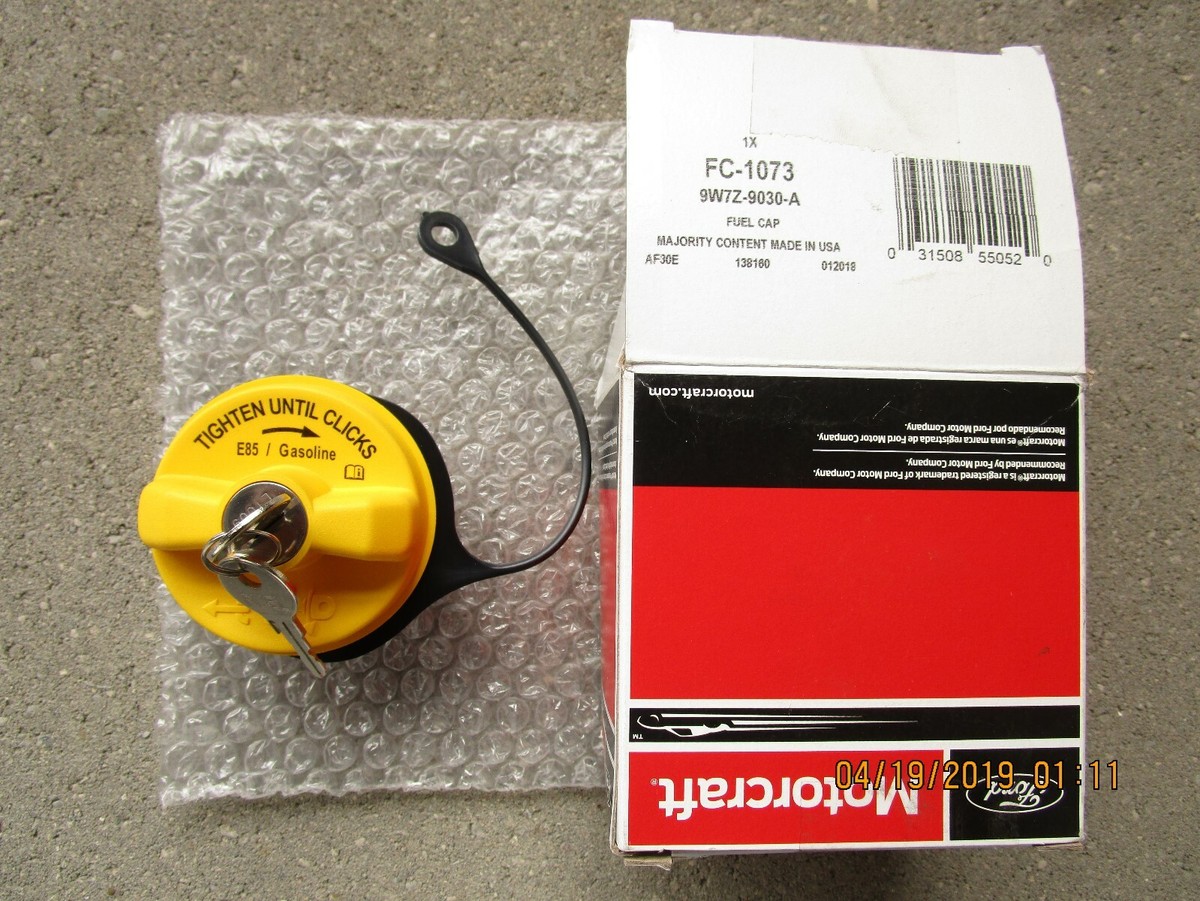 TIGHTEN UNTIL CLICKS
E85 / Gasoline
1X
FC-1073
9W7Z-9030-A
FUEL CAP
MAJORITY CONTENT MADE IN USA
AF30E 138160 012018
0 31508 55052 0
motorcraft.com
Motorcraft® is a registered trademark of Ford Motor Company.
Recommended by Ford Motor Company.
Motorcraft® es una marca registrada de Ford Motor Company.
Recomendado por Ford Motor Company.
TM
Motorcraft®
Ford
04/19/2019 01:11